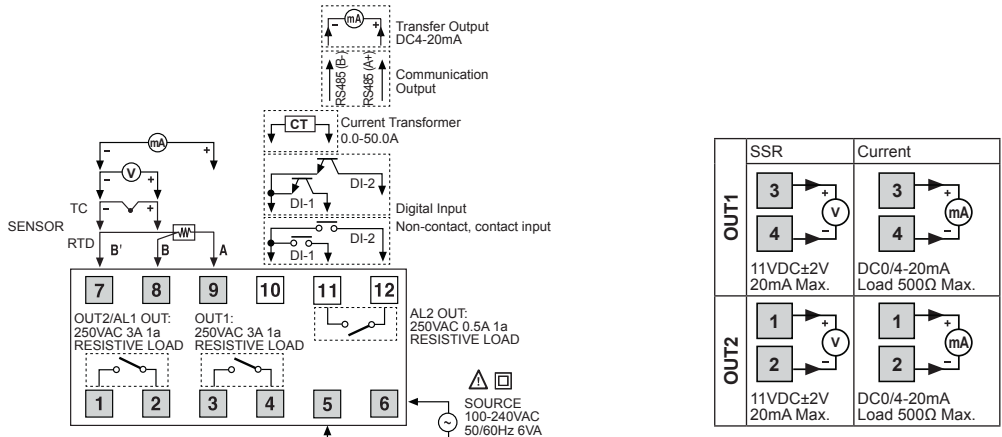 - mA +
Transfer Output
DC4-20mA
RS485 (B-)
RS485 (A+)
Communication
Output
CT
Current Transformer
0.0-50.0A
DI-2
DI-1
Digital Input
Non-contact, contact input
DI-2
DI-1
- mA +
- V +
TC - +
SENSOR
RTD B' B A
7 8 9 10 11 12
OUT2/AL1 OUT:
250VAC 3A 1a
RESISTIVE LOAD
OUT1:
250VAC 3A 1a
RESISTIVE LOAD
AL2 OUT:
250VAC 0.5A 1a
RESISTIVE LOAD
1 2 3 4 5 6
SOURCE
100-240VAC
50/60Hz 6VA
SSR Current
OUT1
3 + V 4 -
3 + mA 4 -
11VDC±2V
20mA Max.
DC0/4-20mA
Load 500Ω Max.
OUT2
1 + V 2 -
1 + mA 2 -
11VDC±2V
20mA Max.
DC0/4-20mA
Load 500Ω Max.